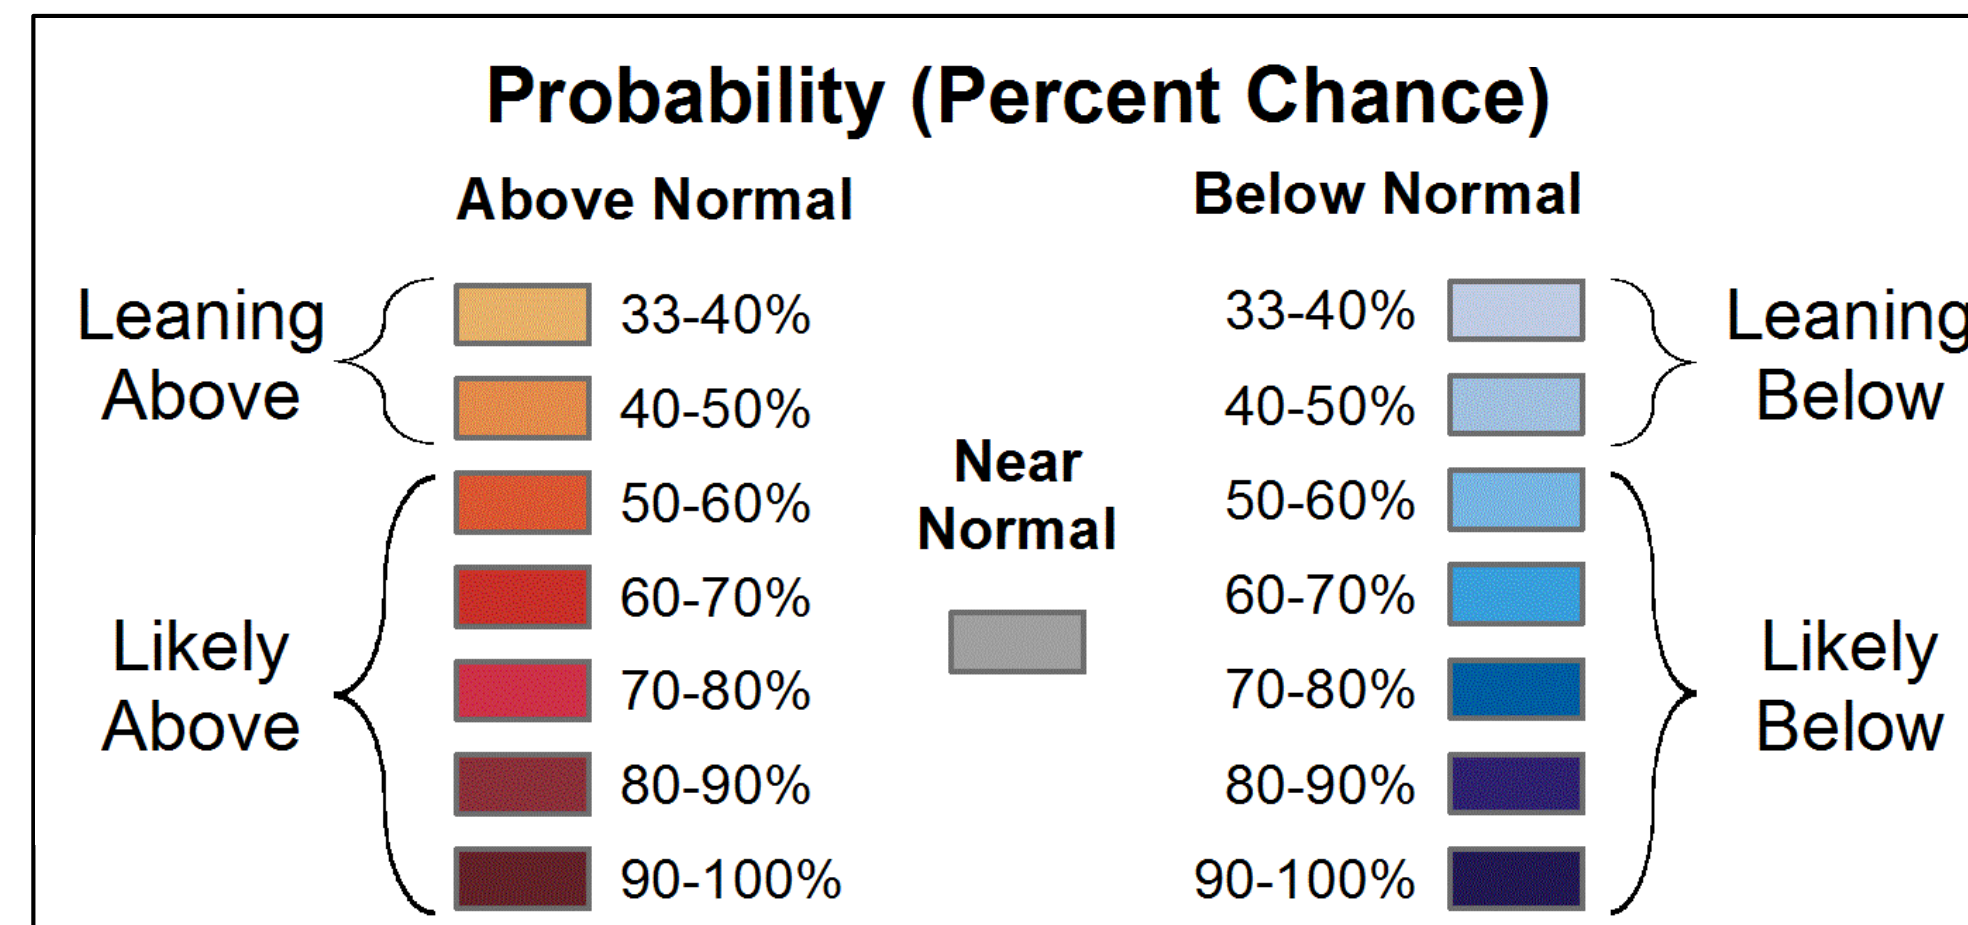 Probability (Percent Chance)
Above Normal
Below Normal
Leaning
Above
33-40%
40-50%
Likely
Above
50-60%
60-70%
70-80%
80-90%
90-100%
Near
Normal
33-40%
40-50%
Leaning
Below
50-60%
60-70%
70-80%
80-90%
90-100%
Likely
Below